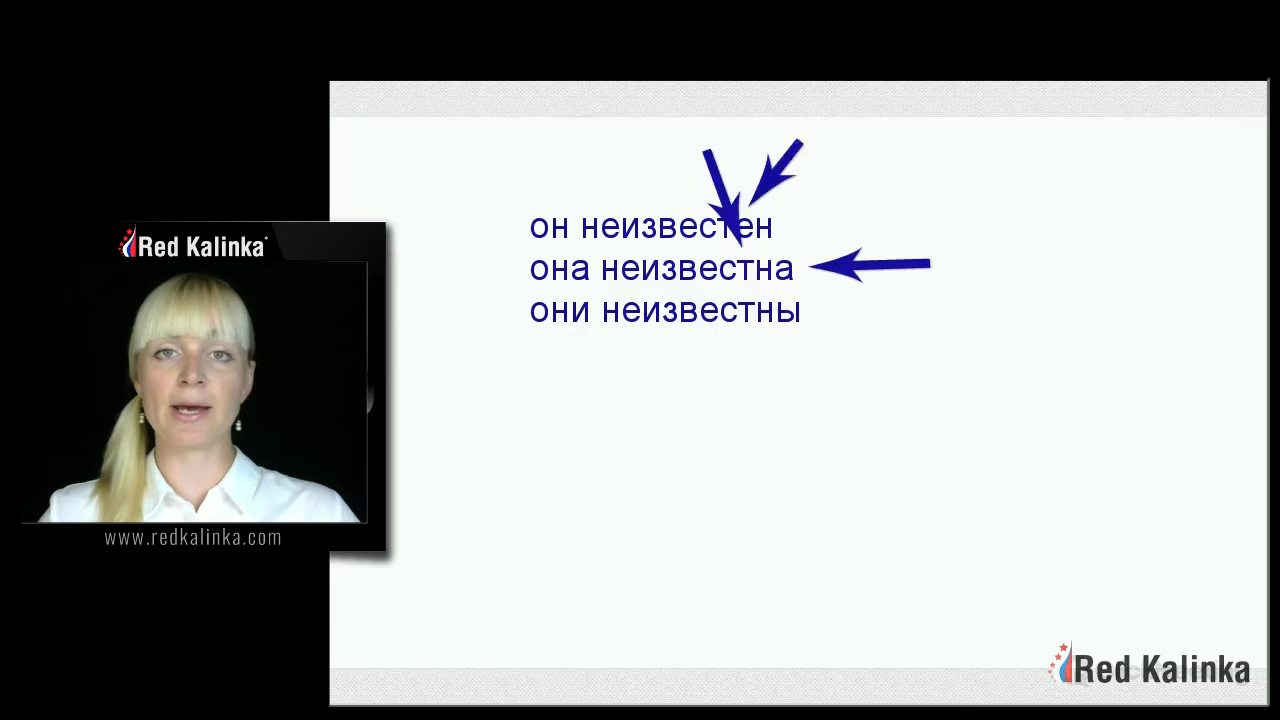 Red Kalinka
www.redkalinka.com
он неизвестен
она неизвестна
они неизвестны
Red Kalinka